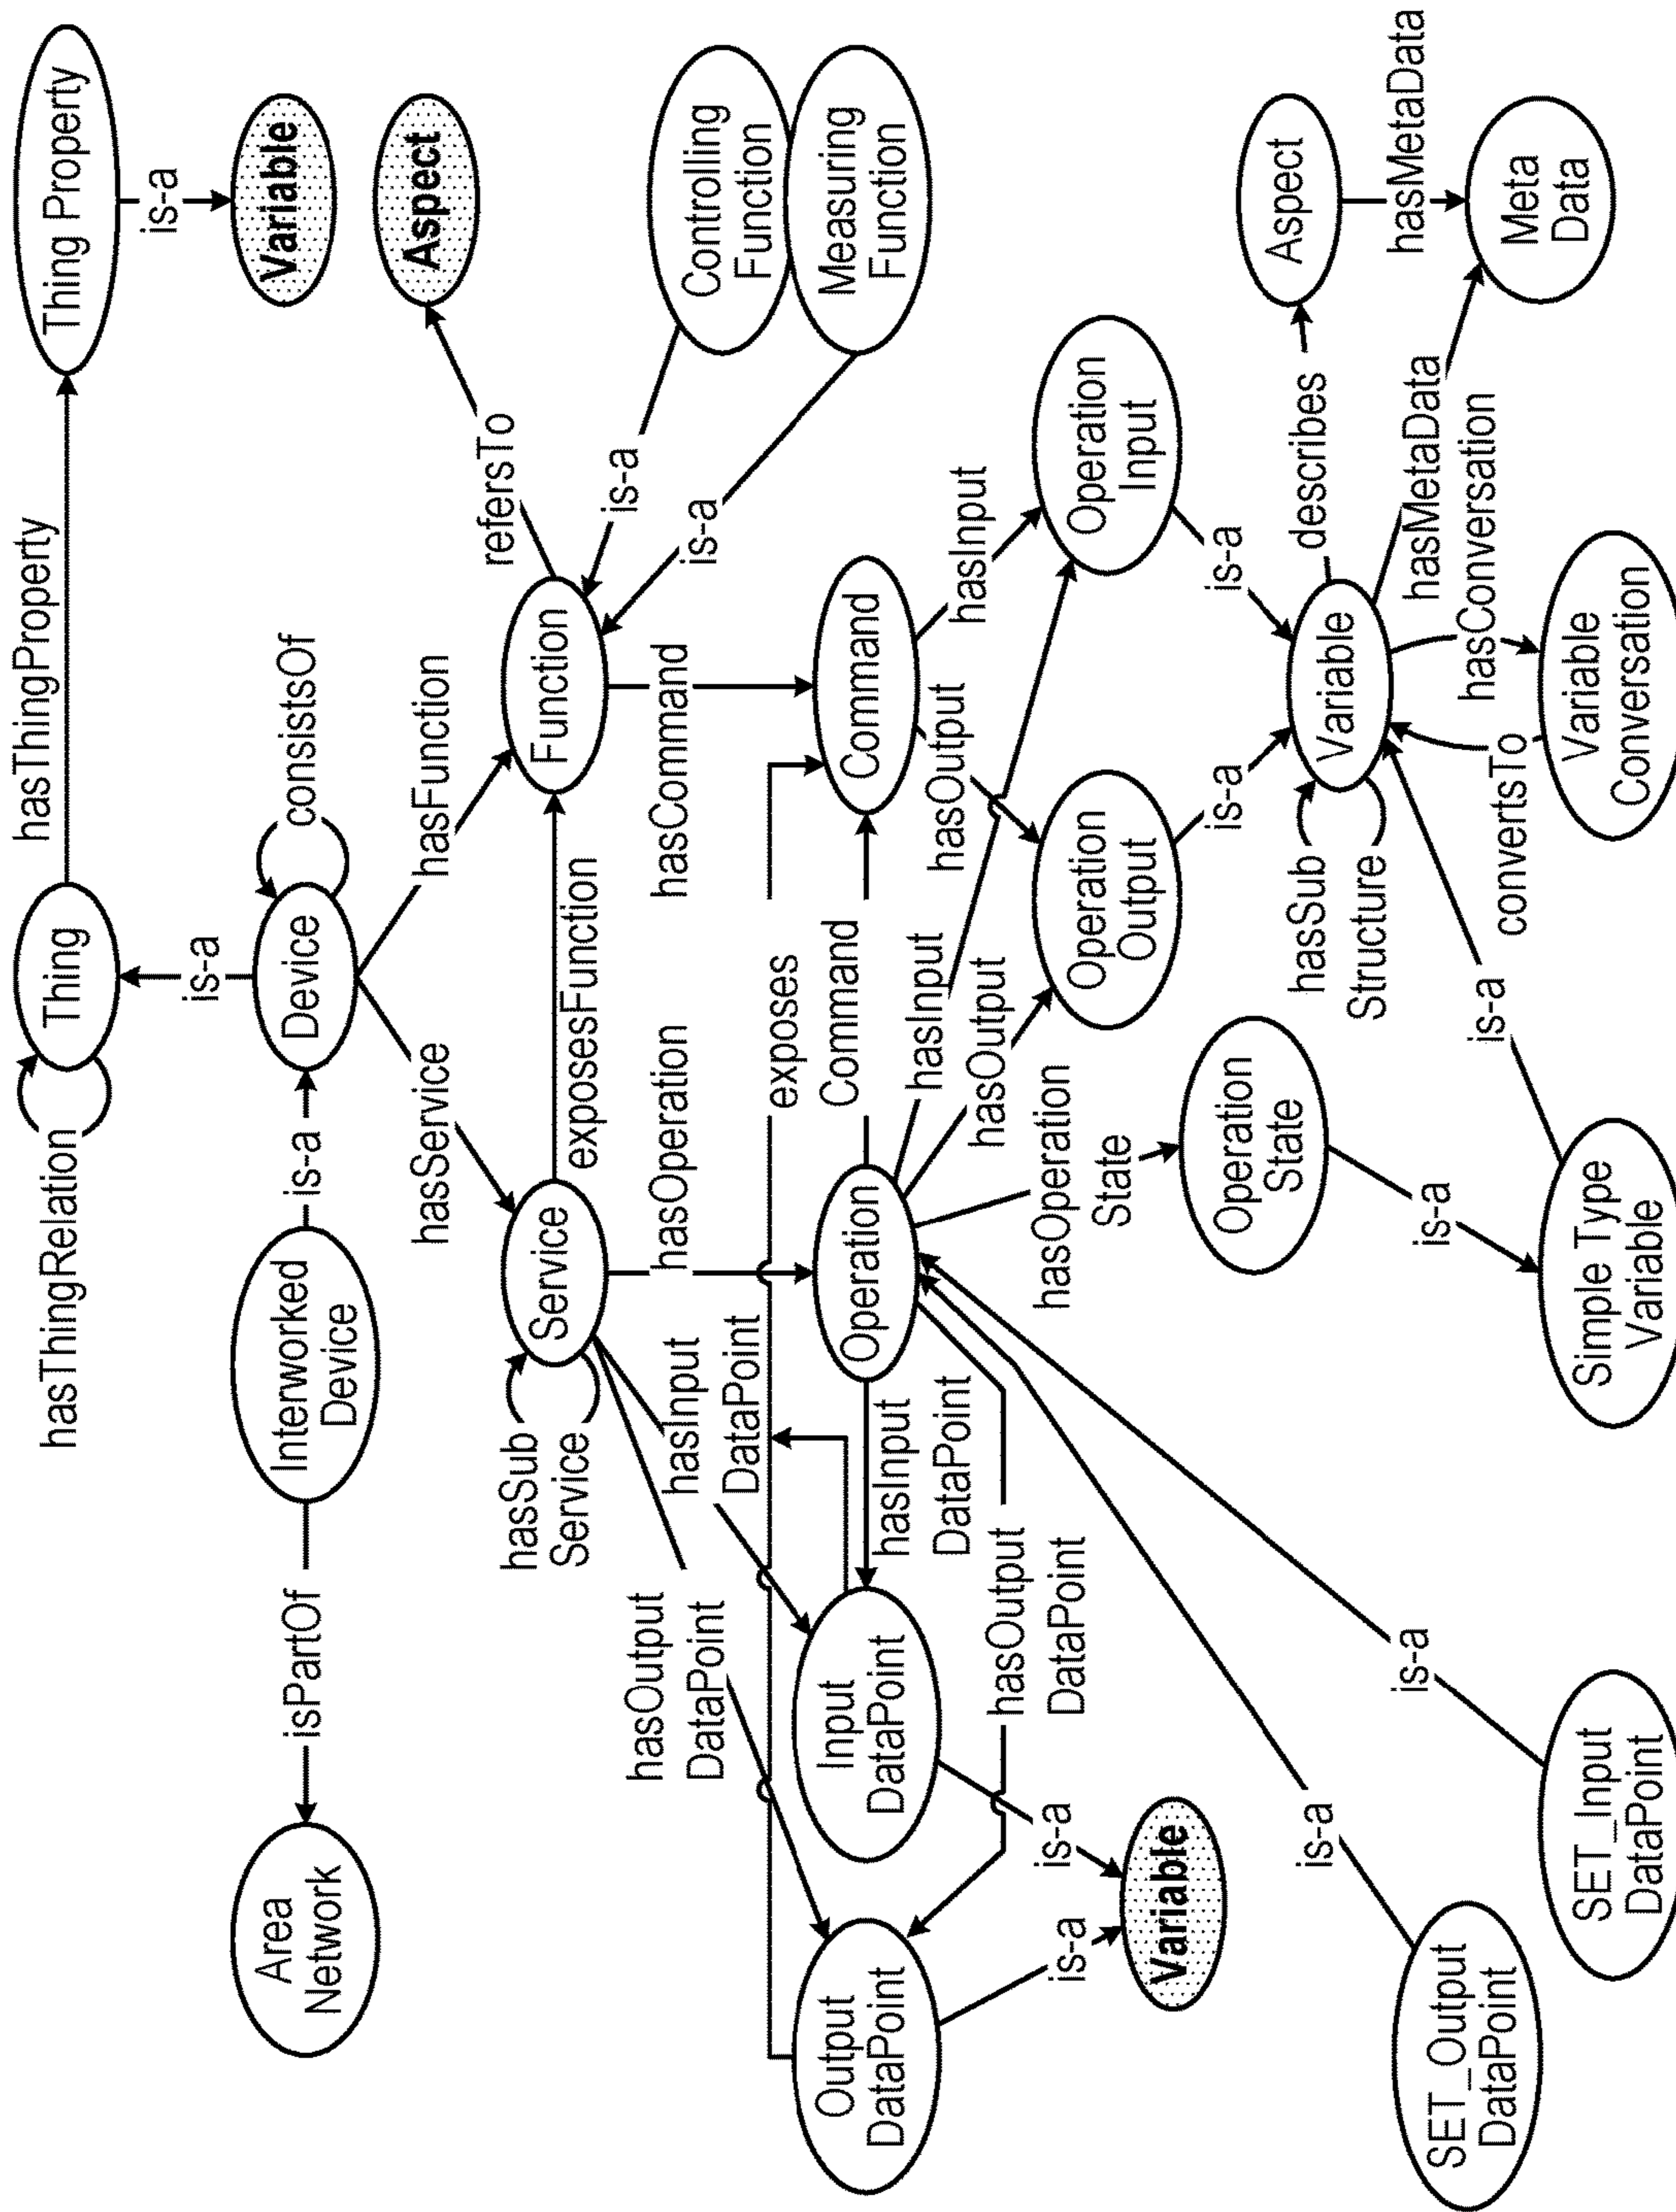 hasThingRelation
Thing
hasThingProperty
Thing Property
is-a
is-a
Variable
Area
Network
isPartOf
Interworked
Device
is-a
Device
consistsOf
Aspect
hasService
hasFunction
refersTo
hasSub
Service
Service
exposesFunction
Function
is-a
is-a
Controlling
Function
Measuring
Function
hasOutput
DataPoint
hasInput
DataPoint
hasOperation
hasCommand
exposes
Output
DataPoint
Input
DataPoint
hasInput
DataPoint
Operation
Command
Command
hasOutput
DataPoint
hasInput
hasOutput
hasOutput
hasInput
is-a
is-a
Variable
hasOperation
State
Operation
Output
Operation
Input
Operation
State
is-a
is-a
is-a
is-a
is-a
hasSub
Structure
Variable
describes
Aspect
is-a
hasMetaData
hasMetaData
convertsTo
hasConversation
SET_Output
DataPoint
SET_Input
DataPoint
Simple Type
Variable
Variable
Conversation
Meta
Data